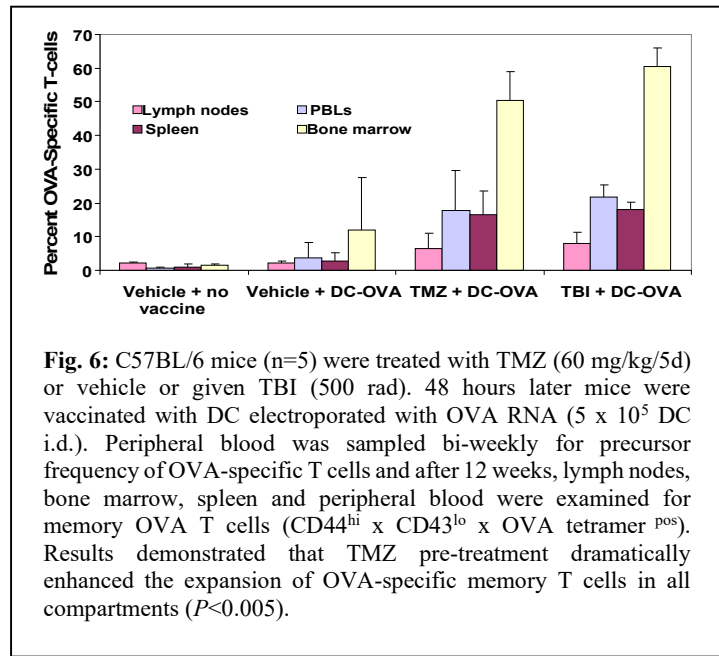 70
60
50
40
30
20
10
0
Percent OVA-Specific T-cells
Lymph nodes PBLs
Spleen Bone marrow
Vehicle + no vaccine Vehicle + DC-OVA TMZ + DC-OVA TBI + DC-OVA
Fig. 6: C57BL/6 mice (n=5) were treated with TMZ (60 mg/kg/5d)
or vehicle or given TBI (500 rad). 48 hours later mice were
vaccinated with DC electroporated with OVA RNA (5 x 10⁵ DC
i.d.). Peripheral blood was sampled bi-weekly for precursor
frequency of OVA-specific T cells and after 12 weeks, lymph nodes,
bone marrow, spleen and peripheral blood were examined for
memory OVA T cells (CD44ʰⁱ x CD43ˡᵒ x OVA tetramer ᵖᵒˢ).
Results demonstrated that TMZ pre-treatment dramatically
enhanced the expansion of OVA-specific memory T cells in all
compartments (P<0.005).